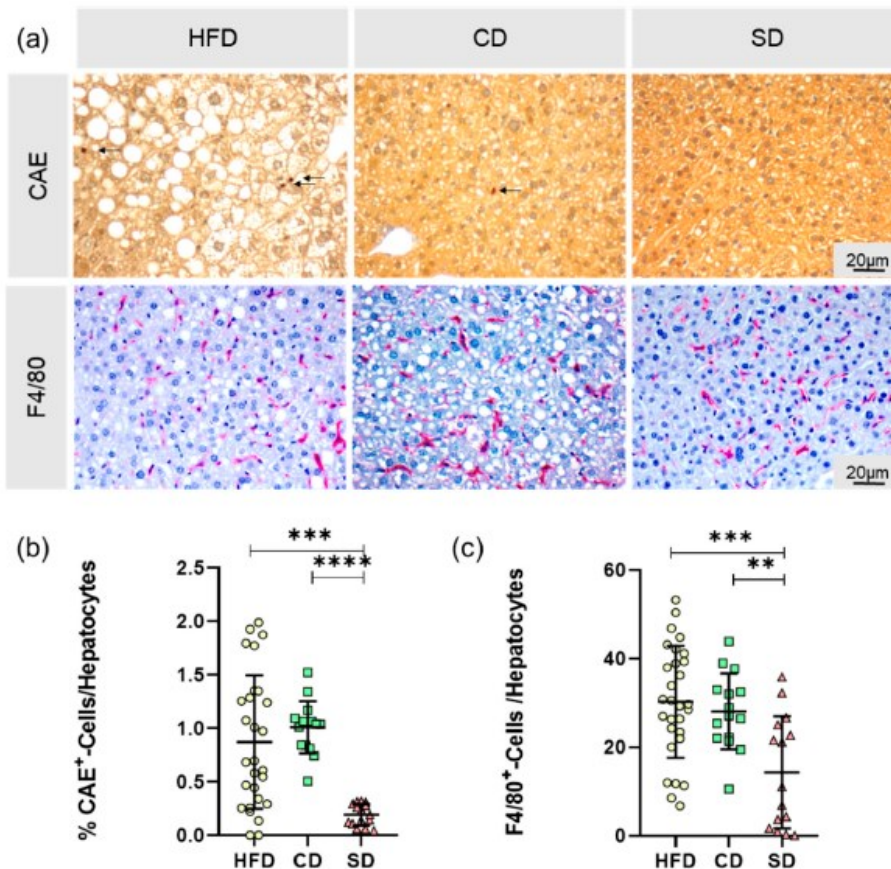 (a)
HFD
CD
SD
CAE
20µm
F4/80
20µm
(b)
% CAE⁺-Cells/Hepatocytes
***
****
2.5
2.0
1.5
1.0
0.5
0.0
HFD
CD
SD
(c)
F4/80⁺-Cells /Hepatocytes
***
**
60
40
20
0
HFD
CD
SD